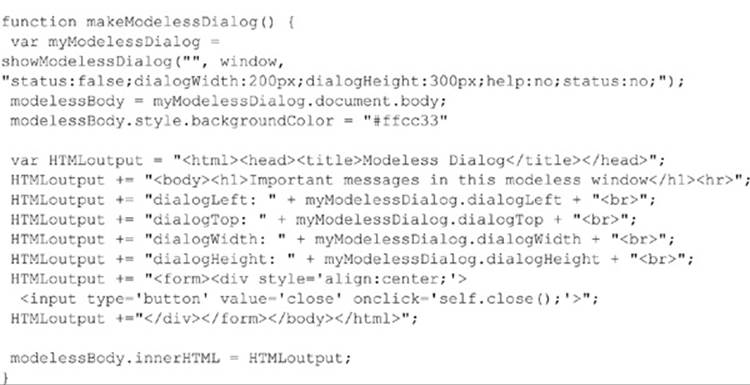 function makeModelessDialog() {
var myModelessDialog =
showModelessDialog("", window,
"status:false;dialogWidth:200px;dialogHeight:300px;help:no;status:no;");
modelessBody = myModelessDialog.document.body;
modelessBody.style.backgroundColor = "#ffcc33"
var HTMLoutput = "<html><head><title>Modeless Dialog</title></head>";
HTMLoutput += "<body><h1>Important messages in this modeless window</h1><hr>";
HTMLoutput += "dialogLeft: " + myModelessDialog.dialogLeft + "<br>";
HTMLoutput += "dialogTop: " + myModelessDialog.dialogTop + "<br>";
HTMLoutput += "dialogWidth: " + myModelessDialog.dialogWidth + "<br>";
HTMLoutput += "dialogHeight: " + myModelessDialog.dialogHeight + "<br>";
HTMLoutput += "<form><div style='align:center;'>
<input type='button' value='close' onclick='self.close();'>";
HTMLoutput +="</div></form></body></html>";
modelessBody.innerHTML = HTMLoutput;
}